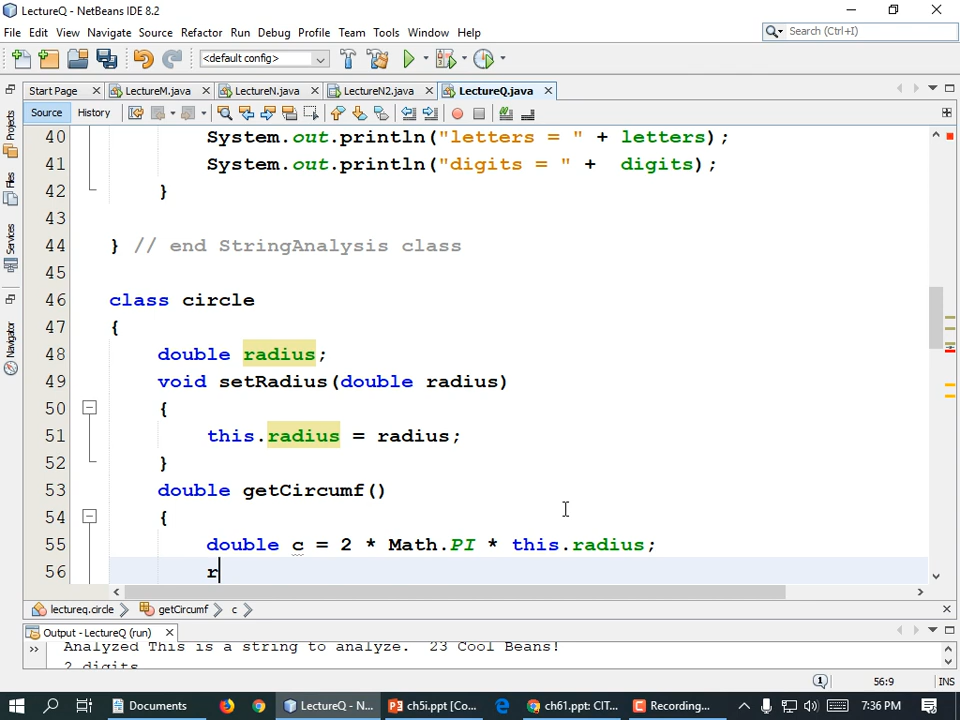 LectureQ - NetBeans IDE 8.2
File Edit View Navigate Source Refactor Run Debug Profile Team Tools Window Help
<default config>
Search (Ctrl+I)
Start Page LectureM.java LectureN.java LectureN2.java LectureQ.java
Source History
Projects
Files
Services
Navigator
40 System.out.println("letters = " + letters);
41 System.out.println("digits = " + digits);
42 }
43
44 } // end StringAnalysis class
45
46 class circle
47 {
48 double radius;
49 void setRadius(double radius)
50 {
51 this.radius = radius;
52 }
53 double getCircumf()
54 {
55 double c = 2 * Math.PI * this.radius;
56 r
lectureq.circle getCircumf c
Output - LectureQ (run)
Analyzed This is a string to analyze. 23 Cool Beans!
2 digits
1 56:9 INS
Documents LectureQ - N... ch5i.ppt [Co... ch61.ppt: CIT... Recording... 7:36 PM